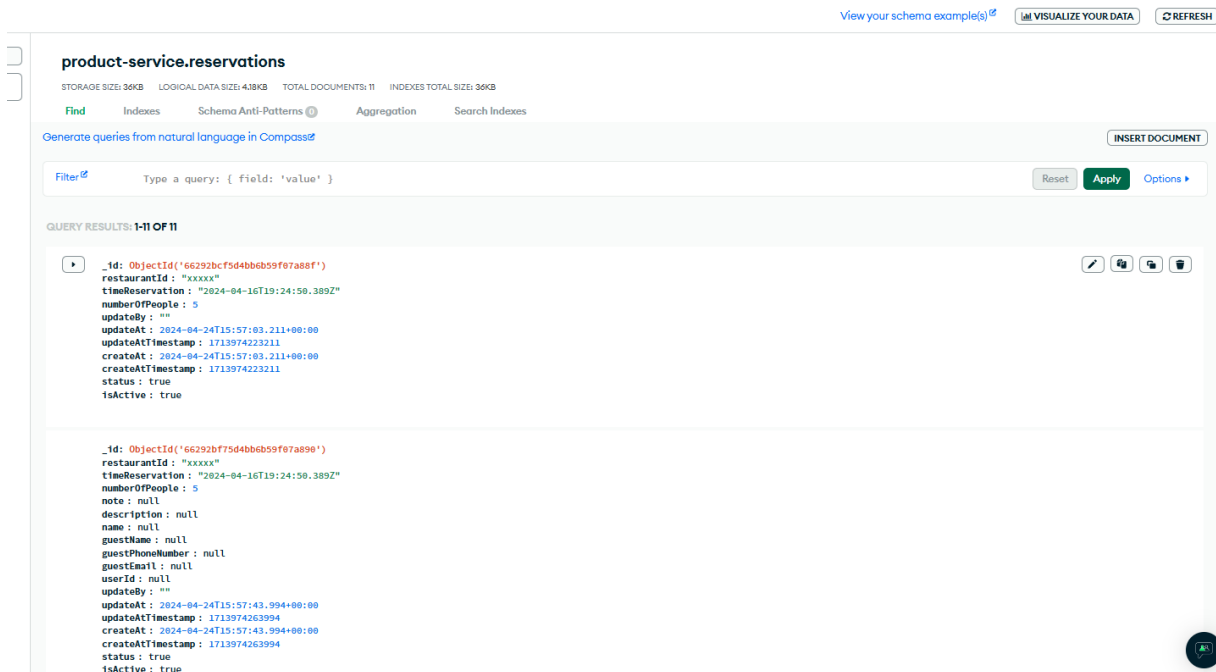 View your schema example(s)
VISUALIZE YOUR DATA
REFRESH
product-service.reservations
STORAGE SIZE: 36KB LOGICAL DATA SIZE: 4.18KB TOTAL DOCUMENTS: 11 INDEXES TOTAL SIZE: 36KB
Find Indexes Schema Anti-Patterns 0 Aggregation Search Indexes
Generate queries from natural language in Compass
INSERT DOCUMENT
Filter Type a query: { field: 'value' } Reset Apply Options
QUERY RESULTS: 1-11 OF 11
_id: ObjectId('66292bcf5d4bb6b59f07a88f')
restaurantId : "xxxxx"
timeReservation : "2024-04-16T19:24:50.389Z"
numberOfPeople : 5
updateBy : ""
updateAt : 2024-04-24T15:57:03.211+00:00
updateAtTimestamp : 1713974223211
createAt : 2024-04-24T15:57:03.211+00:00
createAtTimestamp : 1713974223211
status : true
isActive : true
_id: ObjectId('66292bf75d4bb6b59f07a890')
restaurantId : "xxxxx"
timeReservation : "2024-04-16T19:24:50.389Z"
numberOfPeople : 5
note : null
description : null
name : null
guestName : null
guestPhoneNumber : null
guestEmail : null
userId : null
updateBy : ""
updateAt : 2024-04-24T15:57:43.994+00:00
updateAtTimestamp : 1713974263994
createAt : 2024-04-24T15:57:43.994+00:00
createAtTimestamp : 1713974263994
status : true
isActive : true